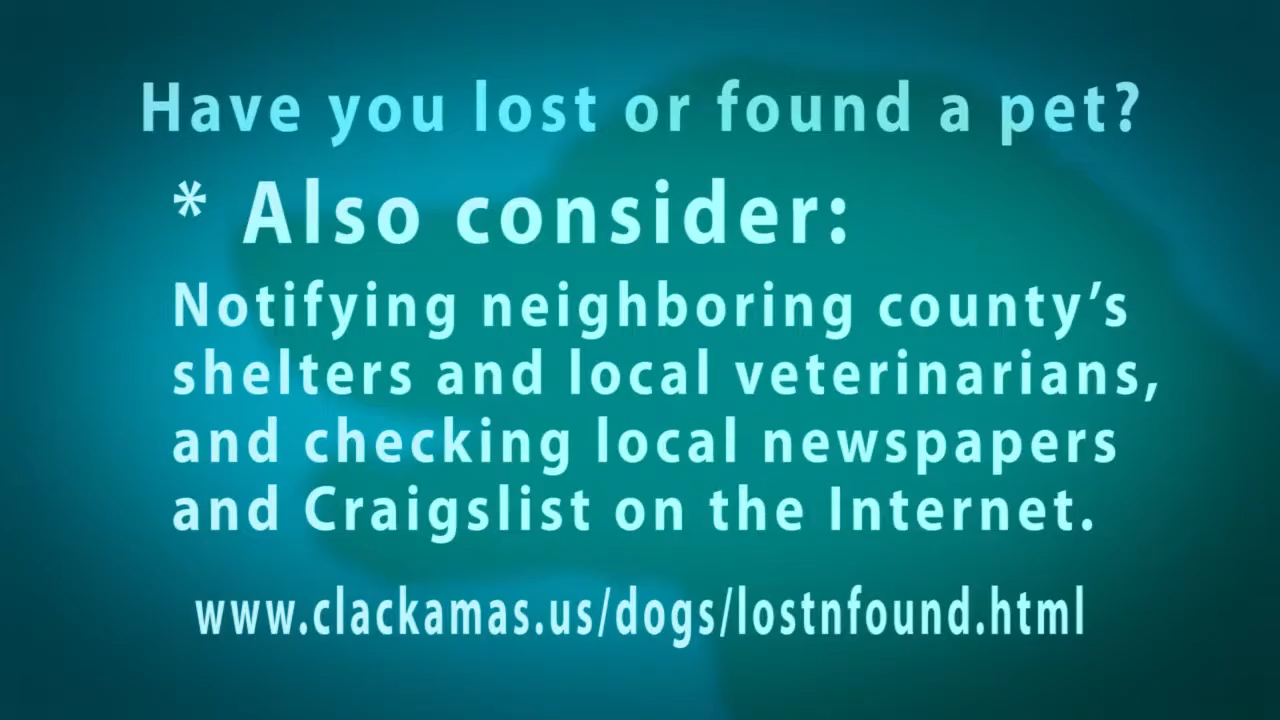 Have you lost or found a pet?
* Also consider:
Notifying neighboring county’s
shelters and local veterinarians,
and checking local newspapers
and Craigslist on the Internet.
www.clackamas.us/dogs/lostnfound.html